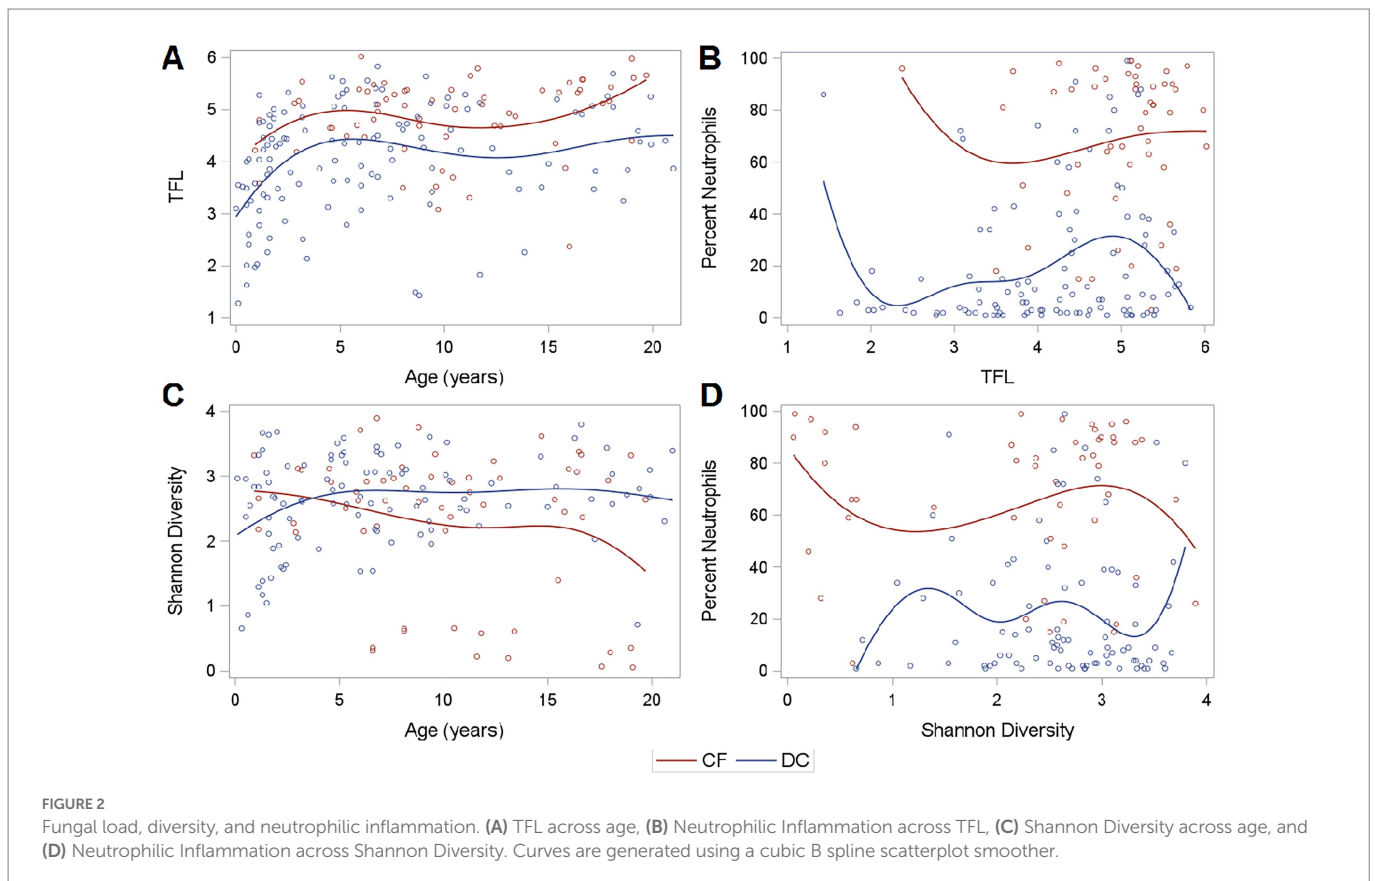 A
B
6
5
4
3
2
1
TFL
0 5 10 15 20
Age (years)
100
80
60
40
20
0
Percent Neutrophils
1 2 3 4 5 6
TFL
C
D
4
3
2
1
0
Shannon Diversity
0 5 10 15 20
Age (years)
100
80
60
40
20
0
Percent Neutrophils
0 1 2 3 4
Shannon Diversity
CF DC
FIGURE 2
Fungal load, diversity, and neutrophilic inflammation. (A) TFL across age, (B) Neutrophilic Inflammation across TFL, (C) Shannon Diversity across age, and
(D) Neutrophilic Inflammation across Shannon Diversity. Curves are generated using a cubic B spline scatterplot smoother.